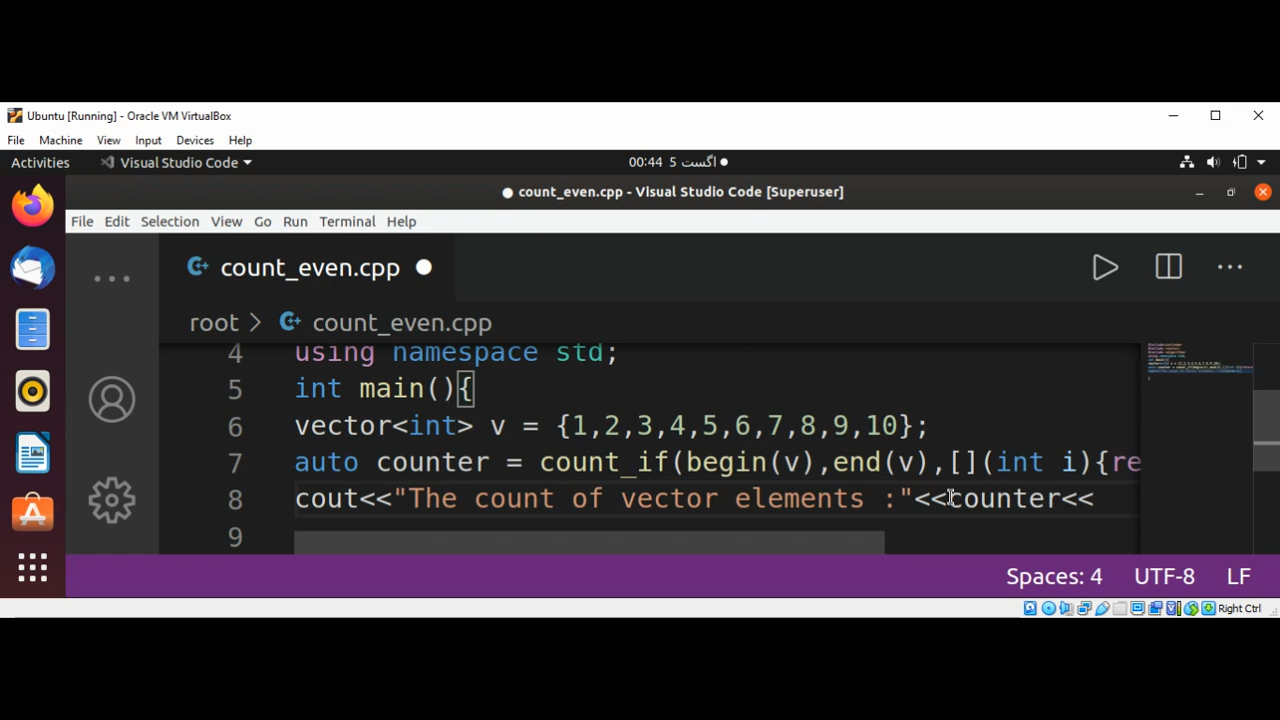 Ubuntu [Running] - Oracle VM VirtualBox
File Machine View Input Devices Help
Activities Visual Studio Code 00:44 5 اگست
● count_even.cpp - Visual Studio Code [Superuser]
File Edit Selection View Go Run Terminal Help
count_even.cpp
root > count_even.cpp
4 using namespace std;
5 int main(){
6 vector<int> v = {1,2,3,4,5,6,7,8,9,10};
7 auto counter = count_if(begin(v),end(v),[](int i){re
8 cout<<"The count of vector elements :"<<counter<<
9
Spaces: 4 UTF-8 LF
Right Ctrl